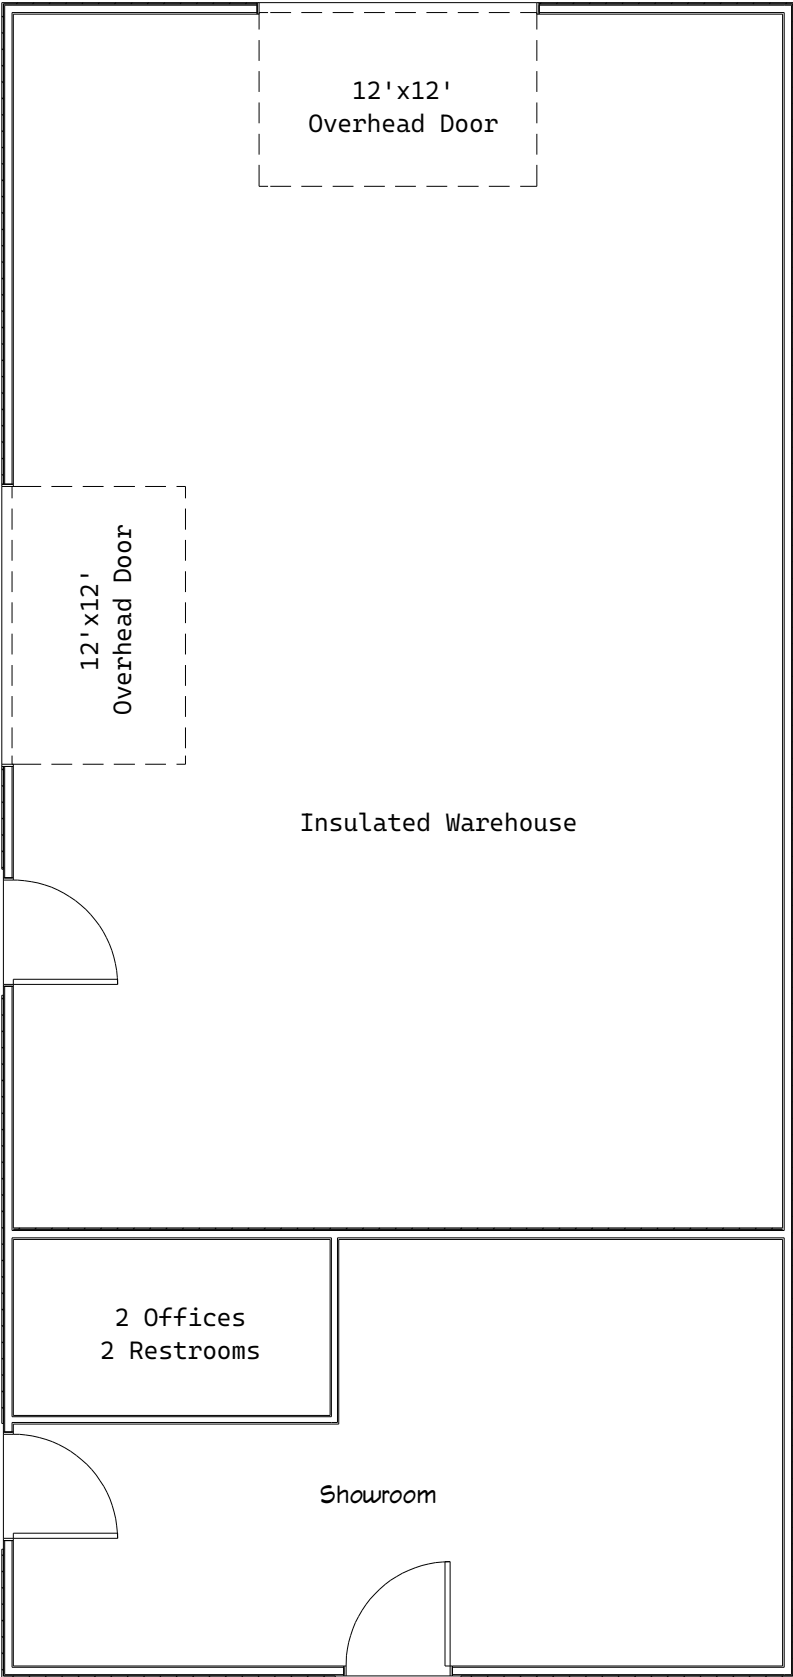 12'x12'
Overhead Door
12'x12'
Overhead Door
Insulated Warehouse
2 Offices
2 Restrooms
Showroom